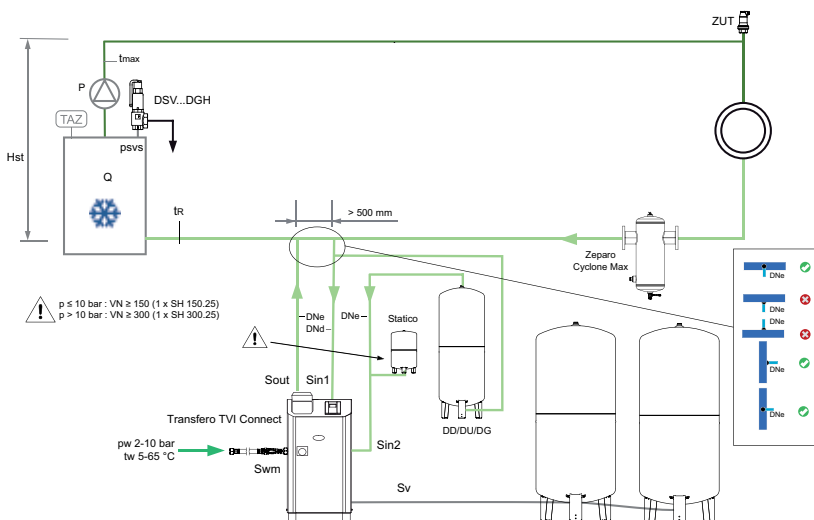 ZUT
tmax
P
DSV...DGH
TAZ
psvs
Hst
Q
tR
> 500 mm
Zeparo
Cyclone Max
p ≤ 10 bar : VN ≥ 150 (1 x SH 150.25)
p > 10 bar : VN ≥ 300 (1 x SH 300.25)
DNe
DNd
DNe
Statico
Sout
Sin1
DD/DU/DG
Transfero TVI Connect
pw 2-10 bar
tw 5-65 °C
Swm
Sin2
Sv
DNe
DNe
DNe
DNe
DNe